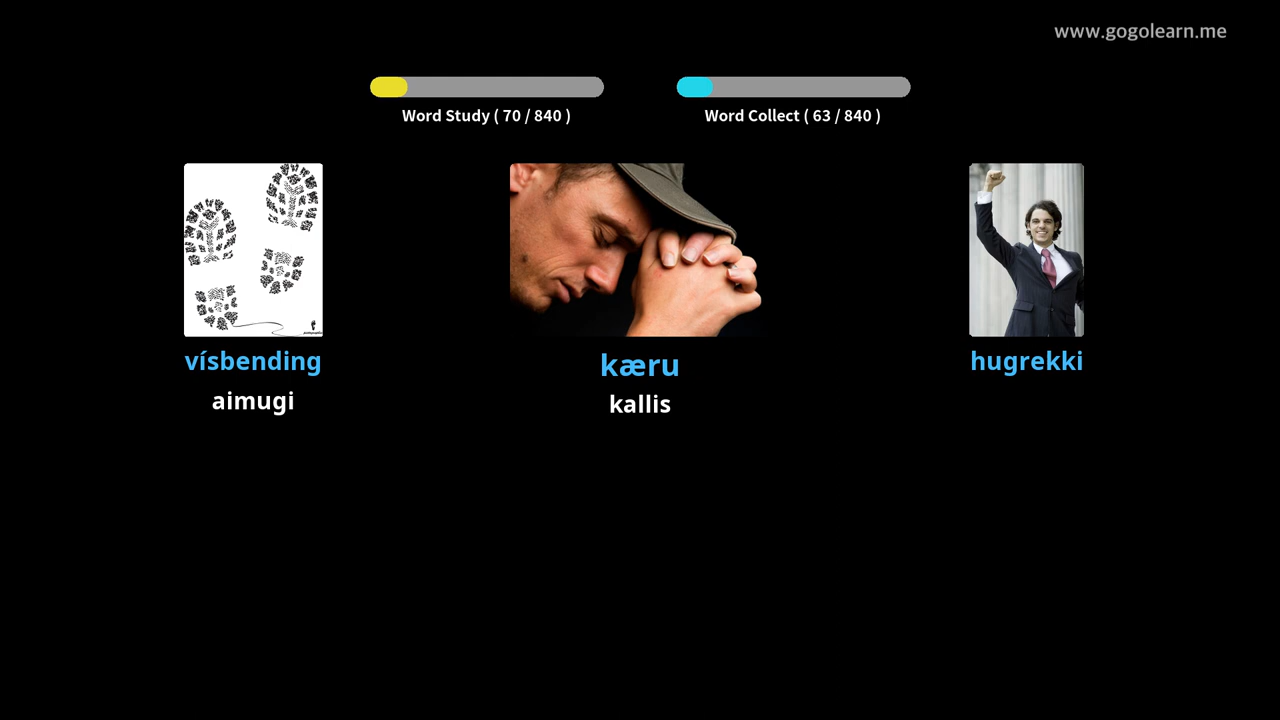 www.gogolearn.me
Word Study ( 70 / 840 )
Word Collect ( 63 / 840 )
vísbending
kæru
hugrekki
aimugi
kallis